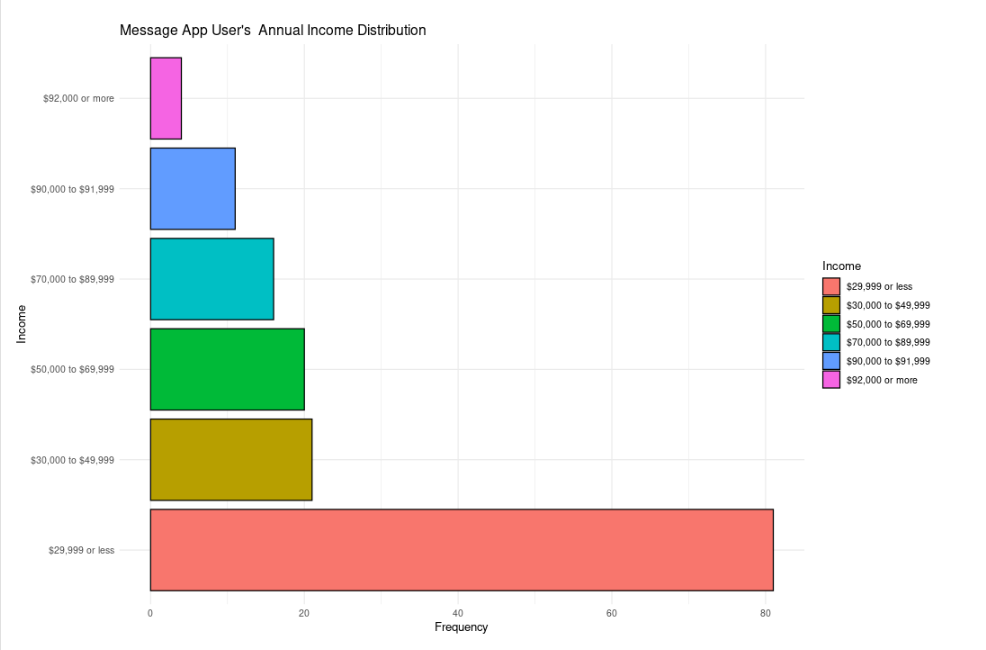 Message App User's  Annual Income Distribution
$92,000 or more
$90,000 to $91,999
$70,000 to $89,999
$50,000 to $69,999
$30,000 to $49,999
$29,999 or less
Income
0 20 40 60 80
Frequency
Income
$29,999 or less
$30,000 to $49,999
$50,000 to $69,999
$70,000 to $89,999
$90,000 to $91,999
$92,000 or more